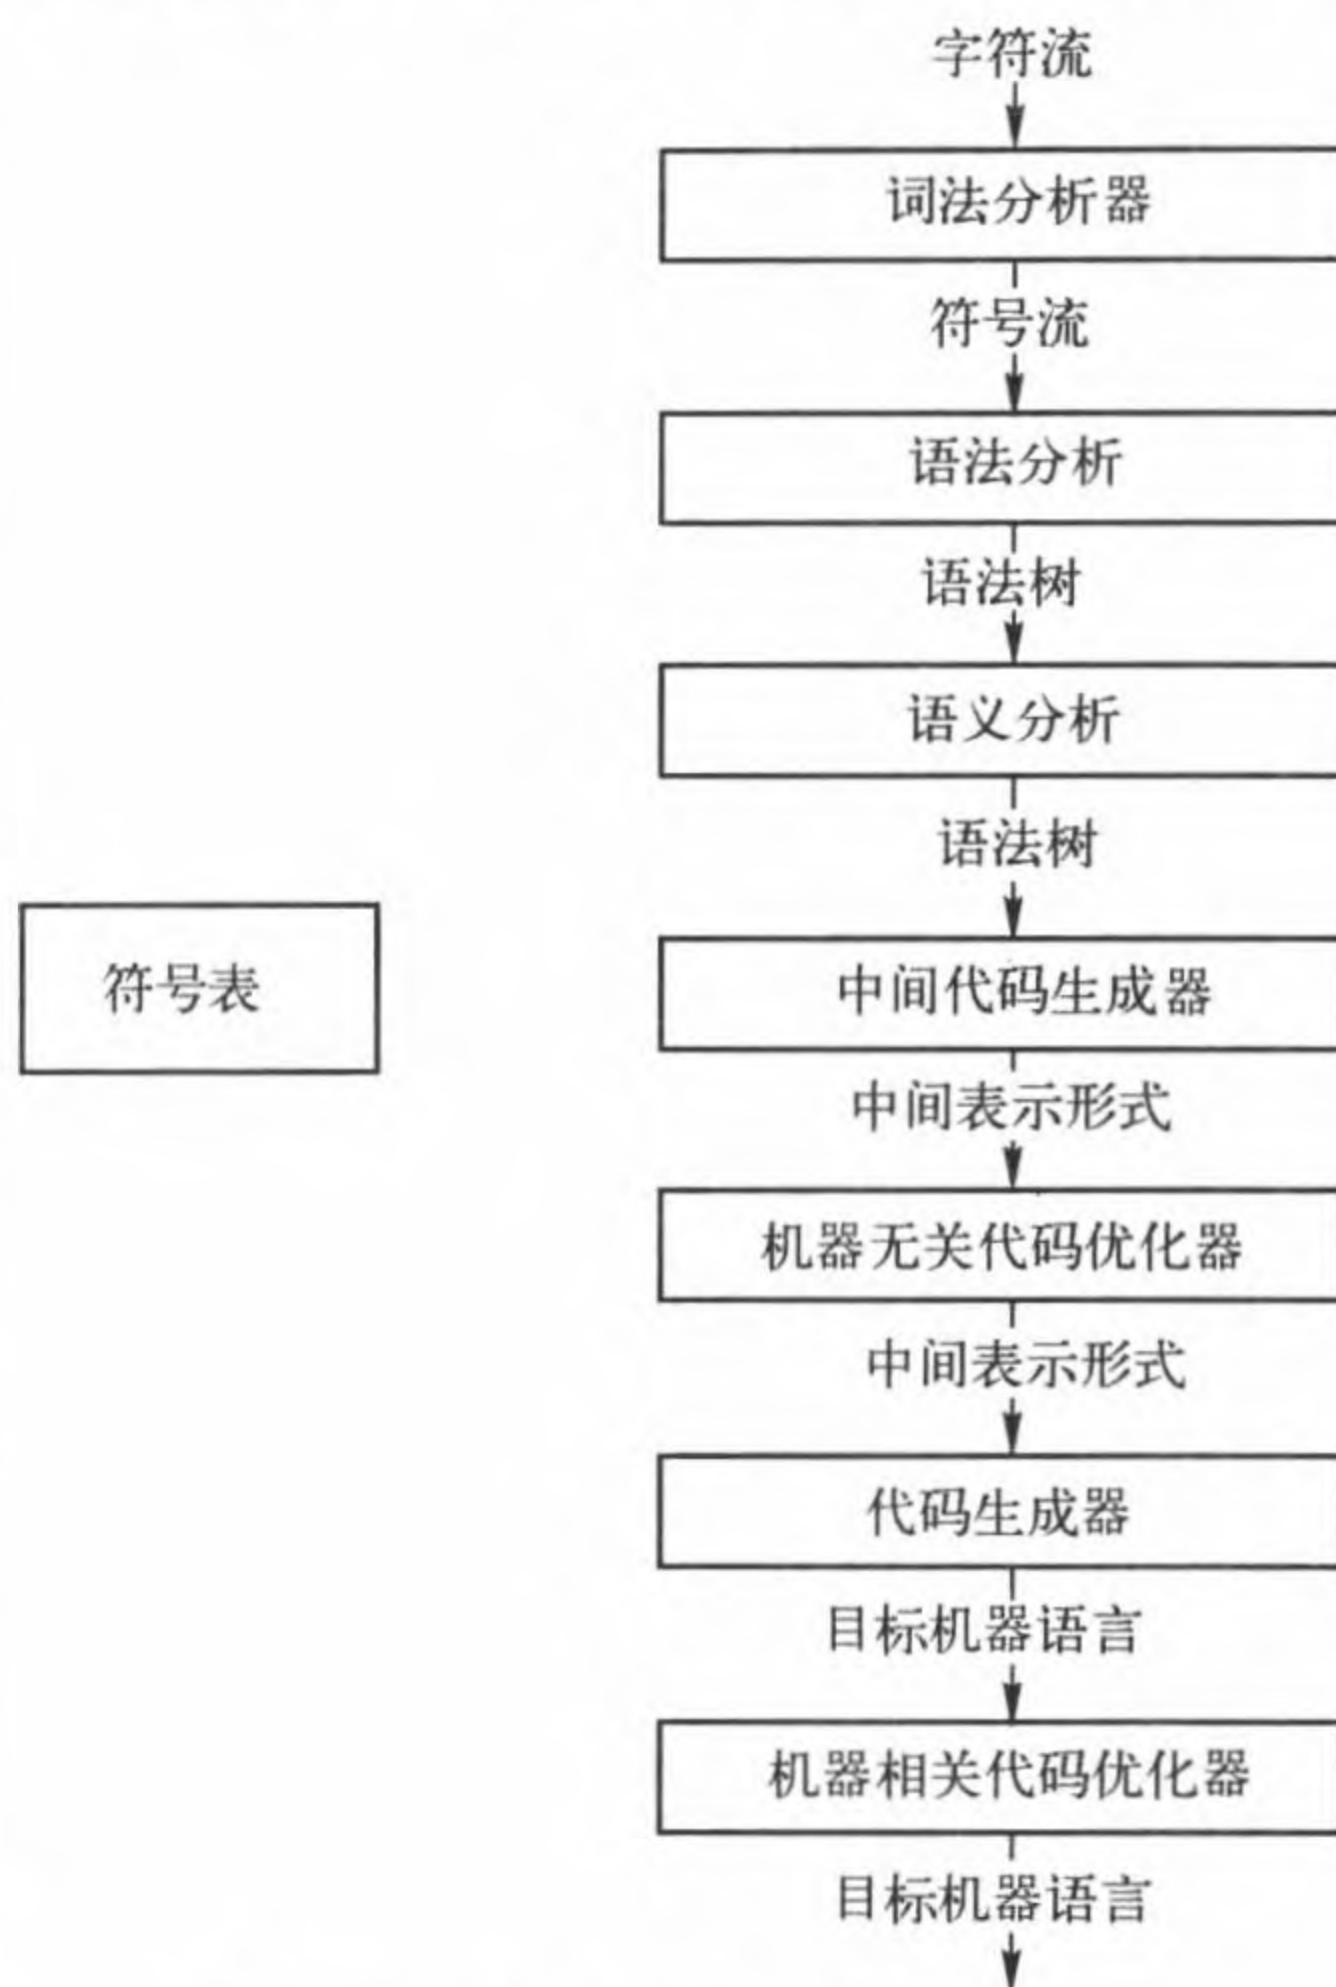 字符流
词法分析器
符号流
语法分析
语法树
语义分析
语法树
符号表
中间代码生成器
中间表示形式
机器无关代码优化器
中间表示形式
代码生成器
目标机器语言
机器相关代码优化器
目标机器语言